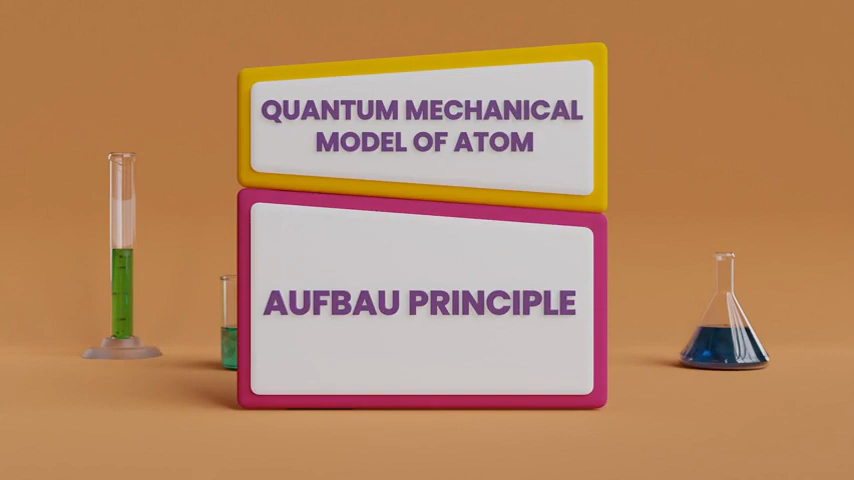 QUANTUM MECHANICAL
MODEL OF ATOM
AUFBAU PRINCIPLE